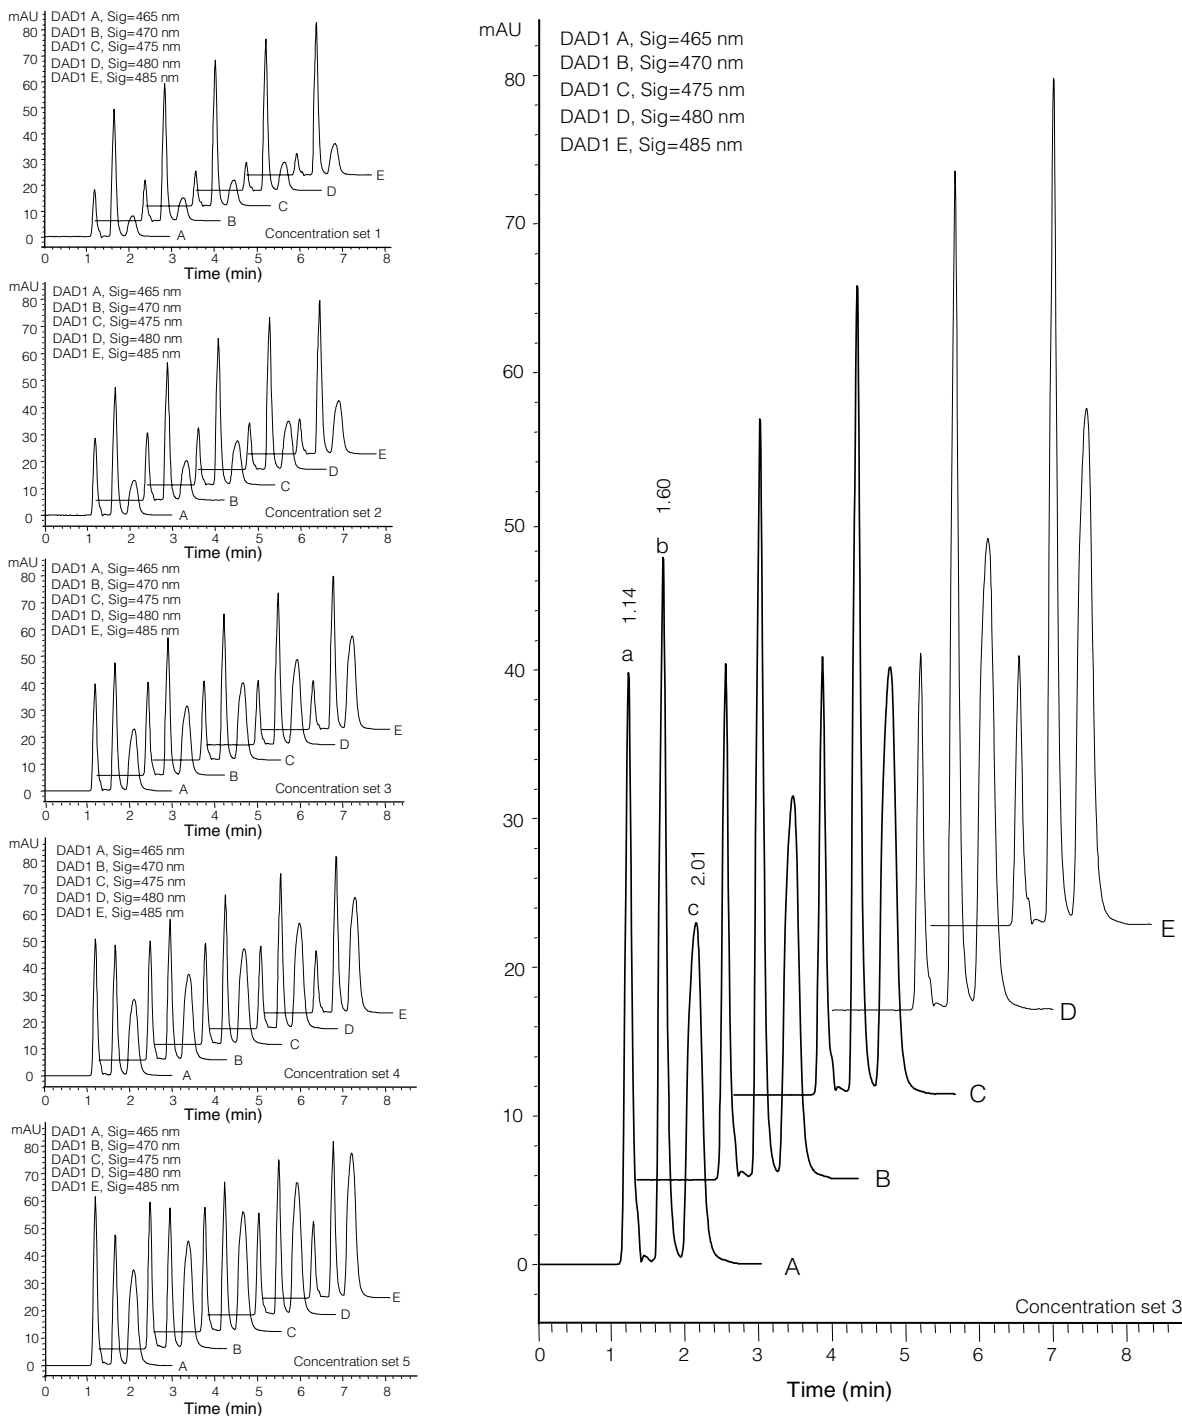 mAU
DAD1 A, Sig=465 nm
DAD1 B, Sig=470 nm
DAD1 C, Sig=475 nm
DAD1 D, Sig=480 nm
DAD1 E, Sig=485 nm
80
70
60
50
40
30
20
10
0
E
D
C
B
A
Concentration set 1
0 1 2 3 4 5 6 7 8
Time (min)
mAU
DAD1 A, Sig=465 nm
DAD1 B, Sig=470 nm
DAD1 C, Sig=475 nm
DAD1 D, Sig=480 nm
DAD1 E, Sig=485 nm
80
70
60
50
40
30
20
10
0
E
D
C
B
A
Concentration set 2
0 1 2 3 4 5 6 7 8
Time (min)
mAU
DAD1 A, Sig=465 nm
DAD1 B, Sig=470 nm
DAD1 C, Sig=475 nm
DAD1 D, Sig=480 nm
DAD1 E, Sig=485 nm
80
70
60
50
40
30
20
10
0
E
D
C
B
A
Concentration set 3
0 1 2 3 4 5 6 7 8
Time (min)
mAU
DAD1 A, Sig=465 nm
DAD1 B, Sig=470 nm
DAD1 C, Sig=475 nm
DAD1 D, Sig=480 nm
DAD1 E, Sig=485 nm
80
70
60
50
40
30
20
10
0
E
D
C
B
A
Concentration set 4
0 1 2 3 4 5 6 7 8
Time (min)
mAU
DAD1 A, Sig=465 nm
DAD1 B, Sig=470 nm
DAD1 C, Sig=475 nm
DAD1 D, Sig=480 nm
DAD1 E, Sig=485 nm
80
70
60
50
40
30
20
10
0
E
D
C
B
A
Concentration set 5
0 1 2 3 4 5 6 7 8
Time (min)
mAU
DAD1 A, Sig=465 nm
DAD1 B, Sig=470 nm
DAD1 C, Sig=475 nm
DAD1 D, Sig=480 nm
DAD1 E, Sig=485 nm
80
70
60
50
40
30
20
10
0
1.14
a
1.60
b
2.01
c
E
D
C
B
A
Concentration set 3
0 1 2 3 4 5 6 7 8
Time (min)